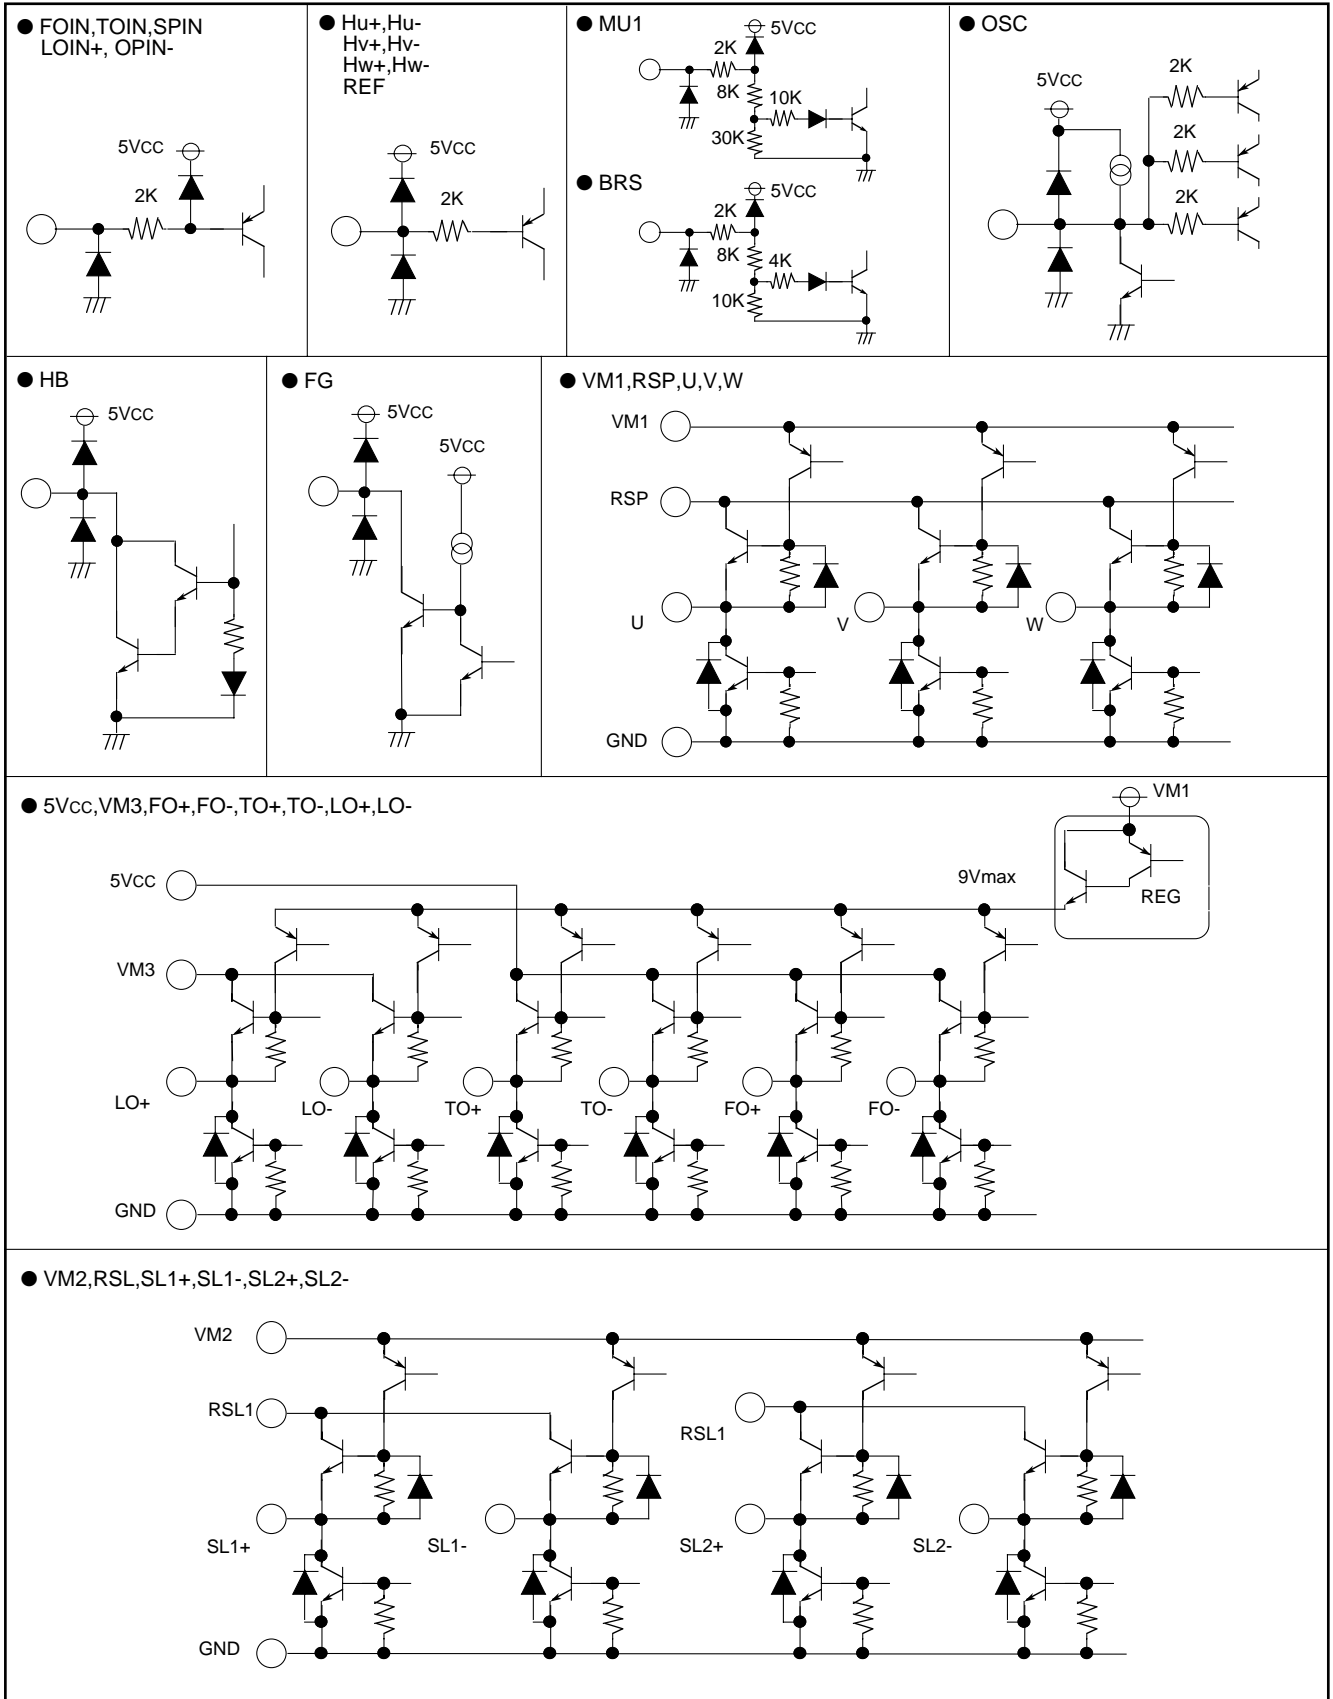 ● FOIN,TOIN,SPIN
LOIN+, OPIN-
5VCC
2K
● Hu+,Hu-
Hv+,Hv-
Hw+,Hw-
REF
5VCC
2K
● MU1
5VCC
2K
8K
10K
30K
● BRS
5VCC
2K
8K
4K
10K
● OSC
5VCC
2K
2K
2K
● HB
5VCC
● FG
5VCC
5VCC
● VM1,RSP,U,V,W
VM1
RSP
U
V
W
GND
● 5VCC,VM3,FO+,FO-,TO+,TO-,LO+,LO-
VM1
5VCC
9Vmax
REG
VM3
LO+
LO-
TO+
TO-
FO+
FO-
GND
● VM2,RSL,SL1+,SL1-,SL2+,SL2-
VM2
RSL1
RSL1
SL1+
SL1-
SL2+
SL2-
GND